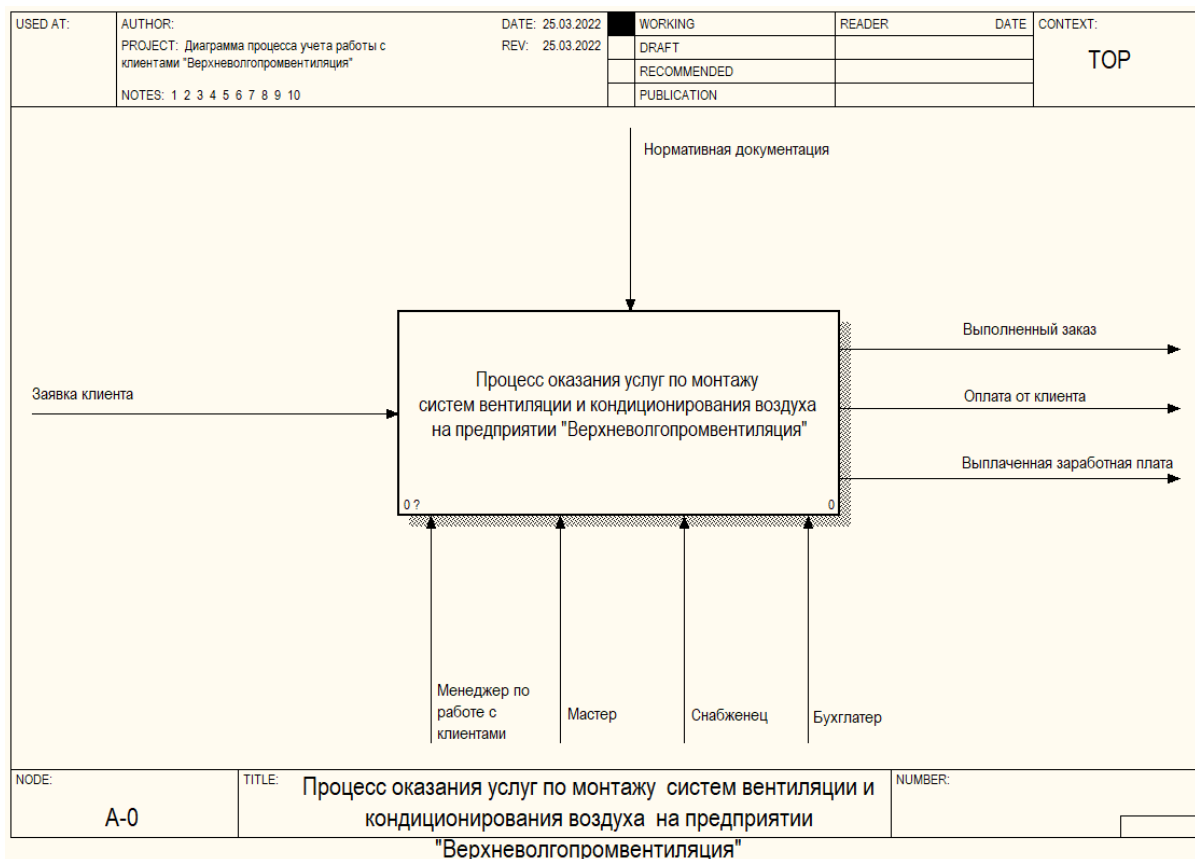 USED AT:
AUTHOR:
DATE: 25.03.2022
WORKING
READER
DATE
CONTEXT:
PROJECT: Диаграмма процесса учета работы с
клиентами "Верхневолгопромвентиляция"
REV: 25.03.2022
DRAFT
TOP
RECOMMENDED
NOTES: 1 2 3 4 5 6 7 8 9 10
PUBLICATION
Нормативная документация
Выполненный заказ
Заявка клиента
Процесс оказания услуг по монтажу
систем вентиляции и кондиционирования воздуха
на предприятии "Верхневолгопромвентиляция"
Оплата от клиента
Выплаченная заработная плата
0 ?
0
Менеджер по
работе с
клиентами
Мастер
Снабженец
Бухглатер
NODE:
A-0
TITLE:
Процесс оказания услуг по монтажу систем вентиляции и
кондиционирования воздуха на предприятии
"Верхневолгопромвентиляция"
NUMBER: